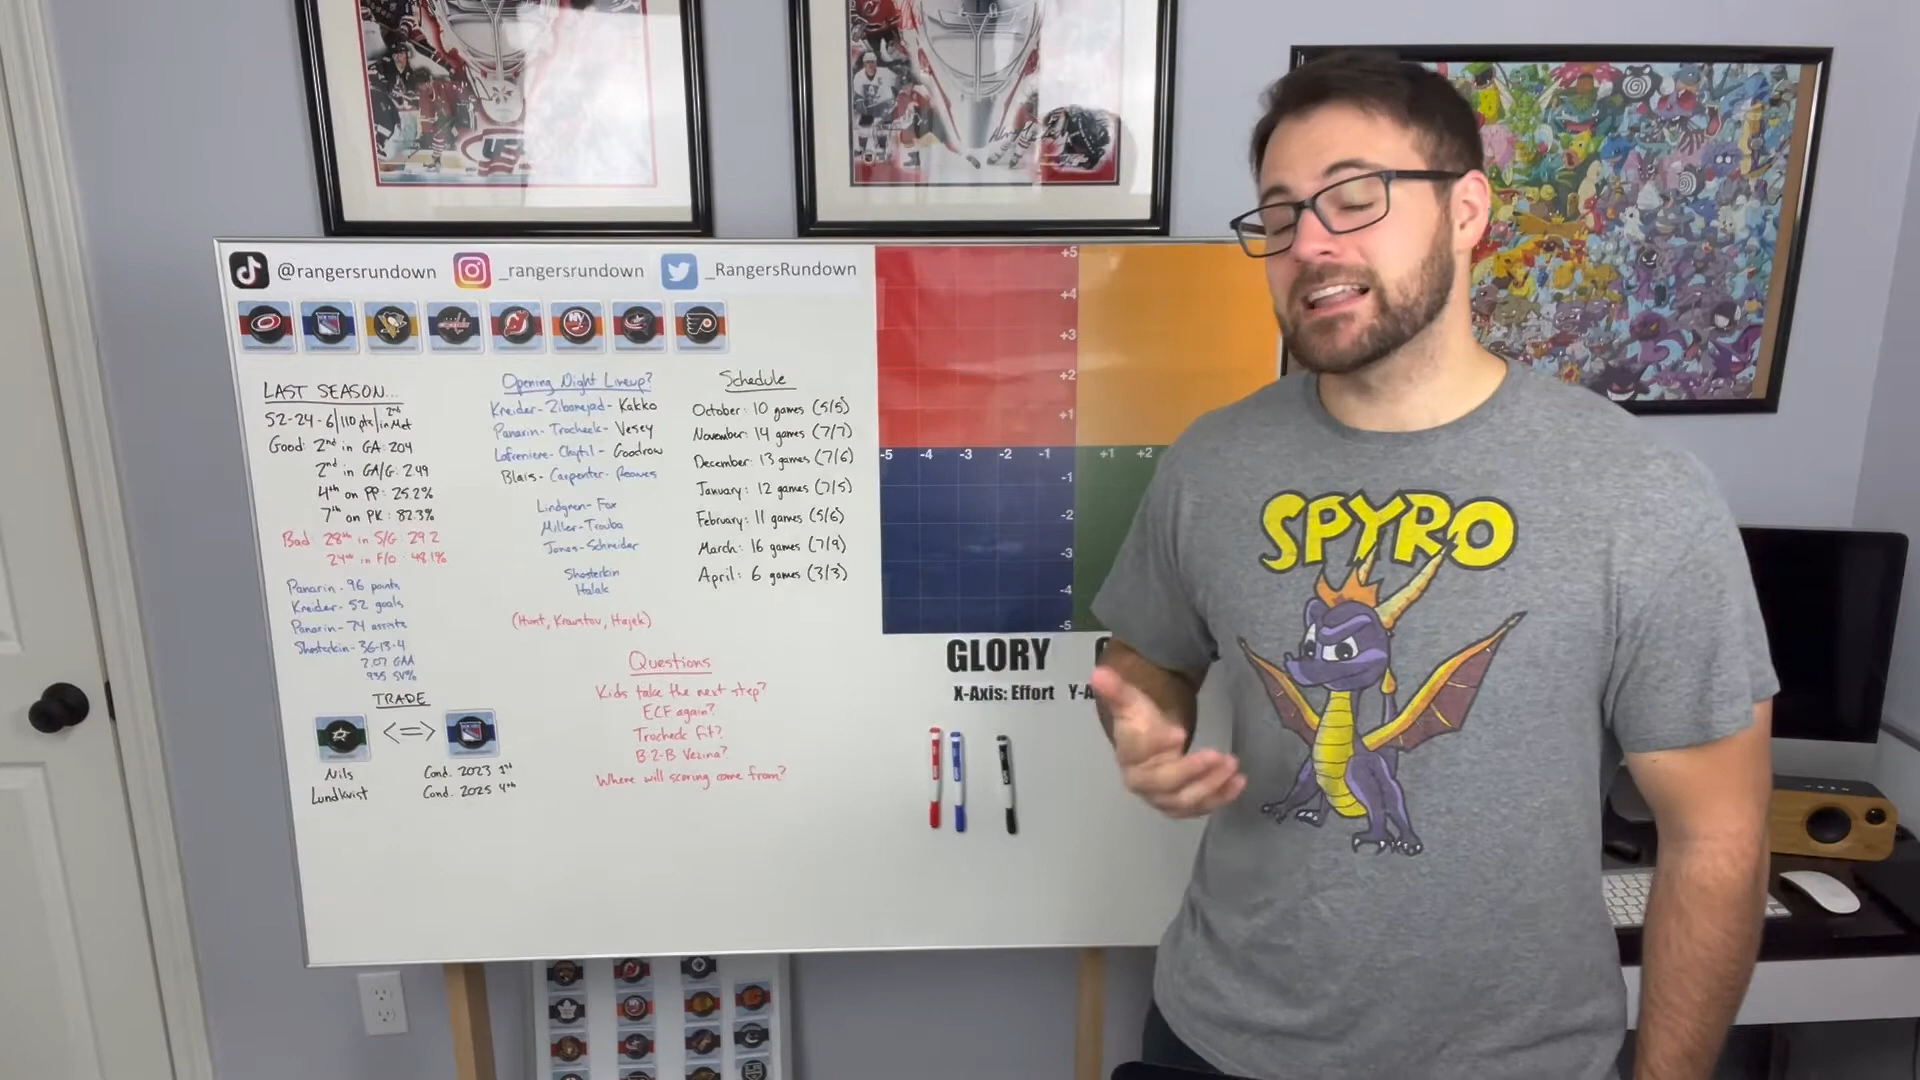 @rangersrundown
_rangersrundown
_RangersRundown
LAST SEASON...
52-24-6/110 pts/2nd in Met
Good: 2nd in GA: 204
2nd in GA/G: 2.49
4th on PP: 25.2%
7th on PK: 82.3%
Bad 28th in S/G: 29.2
24th in F/O: 48.1%
Panarin - 96 points
Kreider - 52 goals
Panarin - 74 assists
Shesterkin - 36-13-4
2.07 GAA
935 SV%
TRADE
<=>
Nils
Lundkvist
Cond. 2023 1st
Cond. 2025 4th
Opening Night Lineup?
Kreider - Zibanejad - Kakko
Panarin - Trocheck - Vesey
Lafreniere - Chytil - Goodrow
Blais - Carpenter - Reaves
Lindgren - Fox
Miller - Trouba
Jones - Schneider
Shesterkin
Halak
(Hunt, Kravtsov, Hajek)
Questions
Kids take the next step?
ECF again?
Trocheck fit?
B-2-B Vezina?
Where will scoring come from?
Schedule
October: 10 games (5/5)
November: 14 games (7/7)
December: 13 games (7/6)
January: 12 games (7/5)
February: 11 games (5/6)
March: 16 games (7/9)
April: 6 games (3/3)
+5
+4
+3
+2
+1
-5 -4 -3 -2 -1 +1 +2
-1
-2
-3
-4
-5
GLORY
X-Axis: Effort
SPYRO